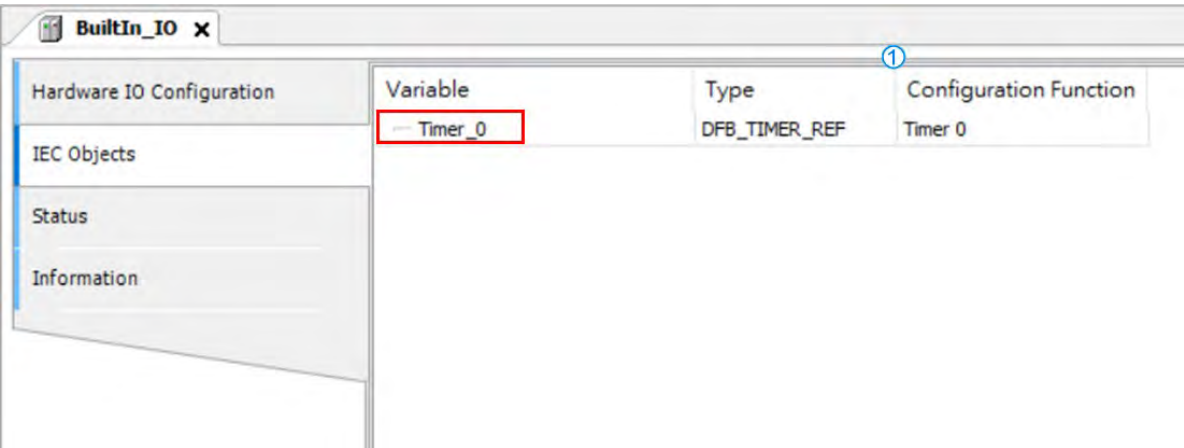 BuiltIn_IO x
①
Hardware IO Configuration
IEC Objects
Status
Information
Variable Type Configuration Function
Timer_0 DFB_TIMER_REF Timer 0